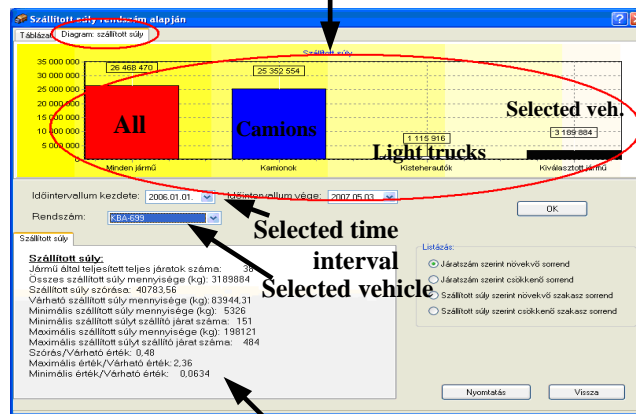 Szállított súly rendszám alapján
Táblázat
Diagram: szállított súly
Szállított súly
35 000 000
30 000 000
25 000 000
20 000 000
15 000 000
10 000 000
5 000 000
0
26 468 470
25 352 554
1 115 916
3 189 884
All
Camions
Light trucks
Selected veh.
Minden jármű
Kamionok
Kisteherautók
Kiválasztott jármű
Időintervallum kezdete: 2006.01.01. Időintervallum vége: 2007.05.03.
Rendszám: KBA-699
OK
Selected time
interval
Selected vehicle
Szállított súly
Szállított súly:
Jármű által teljesített teljes járatok száma: 38
Összes szállított súly mennyisége (kg): 3189884
Szállított súly szórása: 40783,56
Várható szállított súly mennyisége (kg): 83944,31
Minimális szállított súly mennyisége (kg): 5326
Minimális szállított súlyt szállító járat száma: 151
Maximális szállított súly mennyisége (kg): 198121
Maximális szállított súlyt szállító járat száma: 484
Szórás/Várható érték: 0,48
Maximális érték/Várható érték: 2,36
Minimális érték/Várható érték: 0,0634
Listázás:
Járatszám szerint növekvő sorrend
Járatszám szerint csökkenő sorrend
Szállított súly szerint növekvő szakasz sorrend
Szállított súly szerint csökkenő szakasz sorrend
Nyomtatás
Vissza